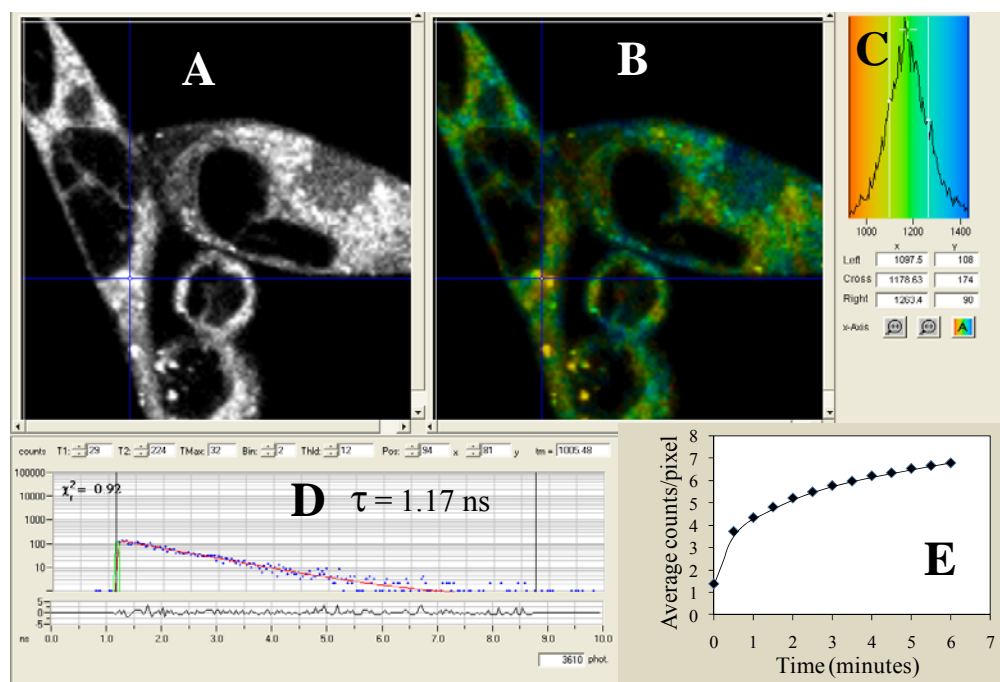 A
B
C
1000 1200 1400
x y
Left 1097.5 108
Cross 1178.63 174
Right 1263.4 90
x-Axis A
counts T1: 29 T2: 224 TMax: 32 Bin: 2 Thld: 12 Pos: 94 x 81 y tm = 1005.48
100000
10000
1000
100
10
χr² = 0.92
D τ = 1.17 ns
5
0
-5
ns 0.0 1.0 2.0 3.0 4.0 5.0 6.0 7.0 8.0 9.0 10.0
3610 phot.
Average counts/pixel
8
7
6
5
4
3
2
1
0
E
0 1 2 3 4 5 6 7
Time (minutes)